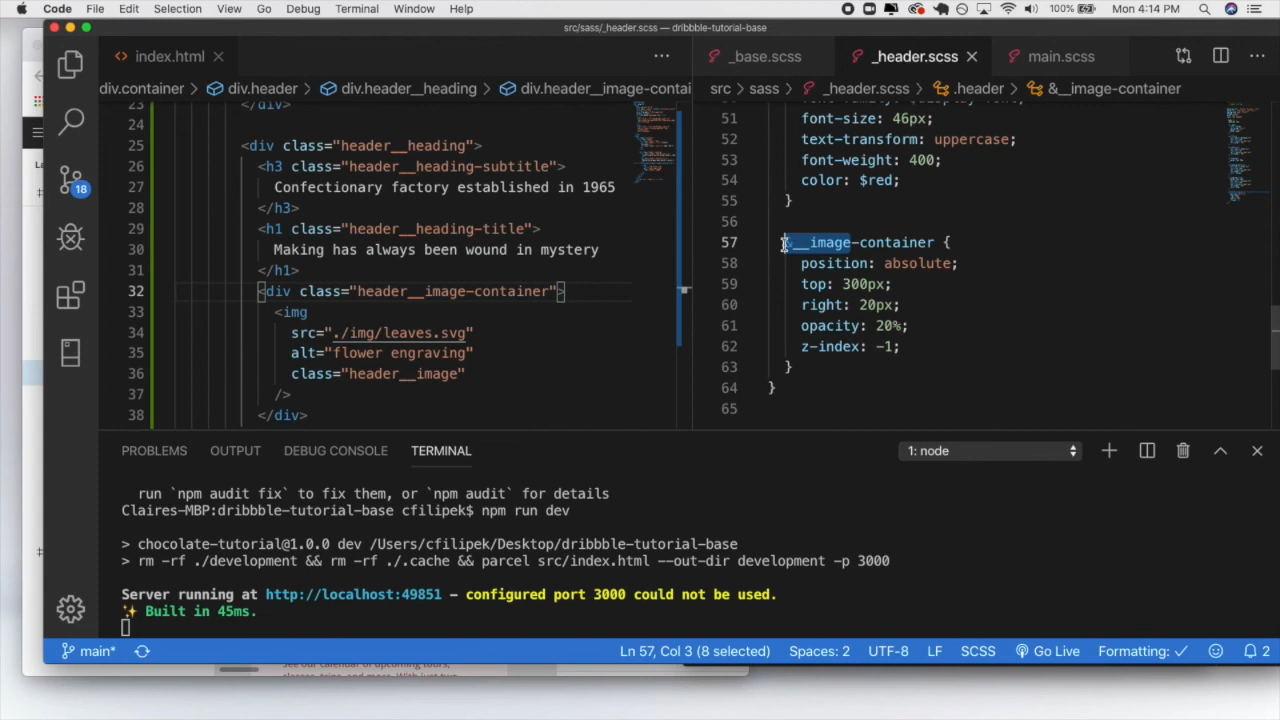 Code File Edit Selection View Go Debug Terminal Window Help 100% Mon 4:14 PM
src/sass/_header.scss — dribbble-tutorial-base
index.html
_base.scss _header.scss main.scss
div.container > div.header > div.header__heading > div.header__image-contai
src > sass > _header.scss > .header > &__image-container
23 </div>
24
25 <div class="header__heading">
26 <h3 class="header__heading-subtitle">
27 Confectionary factory established in 1965
28 </h3>
29 <h1 class="header__heading-title">
30 Making has always been wound in mystery
31 </h1>
32 <div class="header__image-container">
33 <img
34 src="./img/leaves.svg"
35 alt="flower engraving"
36 class="header__image"
37 />
38 </div>
51 font-size: 46px;
52 text-transform: uppercase;
53 font-weight: 400;
54 color: $red;
55 }
56
57 &__image-container {
58 position: absolute;
59 top: 300px;
60 right: 20px;
61 opacity: 20%;
62 z-index: -1;
63 }
64 }
65
PROBLEMS OUTPUT DEBUG CONSOLE TERMINAL 1: node
run `npm audit fix` to fix them, or `npm audit` for details
Claires-MBP:dribbble-tutorial-base cfilipek$ npm run dev
> chocolate-tutorial@1.0.0 dev /Users/cfilipek/Desktop/dribbble-tutorial-base
> rm -rf ./development && rm -rf ./.cache && parcel src/index.html --out-dir development -p 3000
Server running at http://localhost:49851 – configured port 3000 could not be used.
✨ Built in 45ms.
18
main* Ln 57, Col 3 (8 selected) Spaces: 2 UTF-8 LF SCSS Go Live Formatting: ✓ 2
See our calendar of upcoming tours,